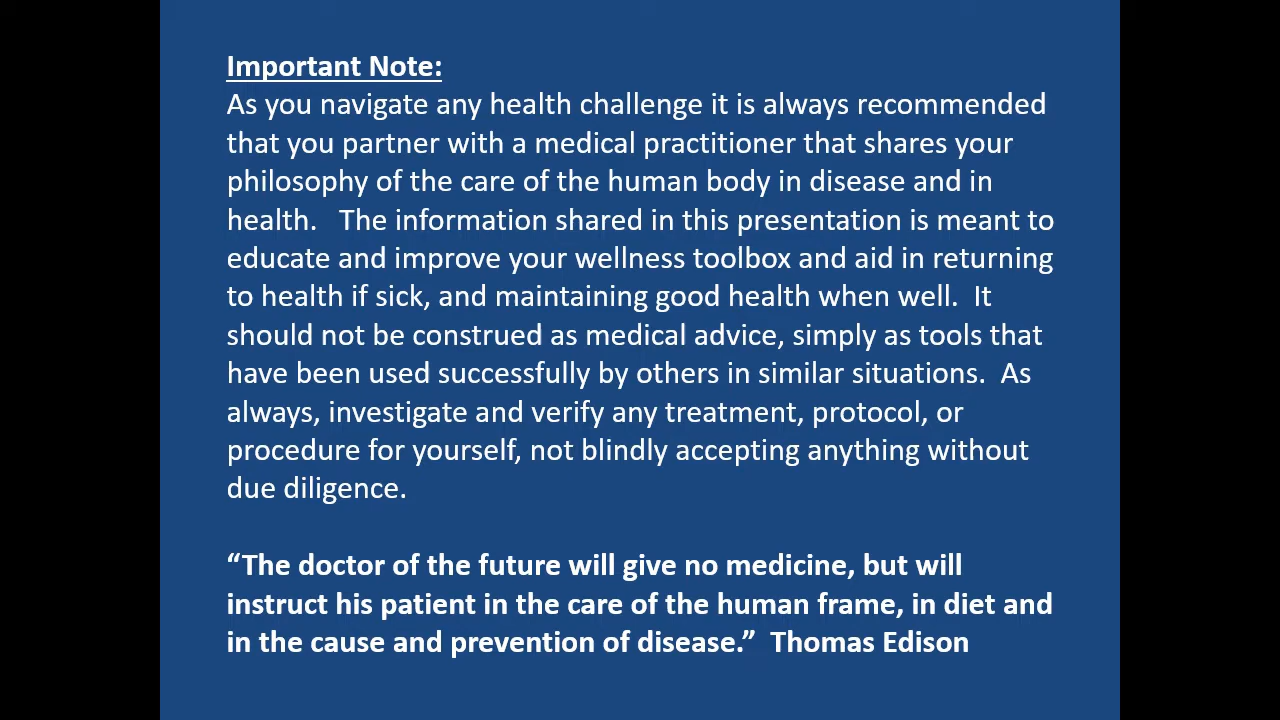 Important Note:
As you navigate any health challenge it is always recommended
that you partner with a medical practitioner that shares your
philosophy of the care of the human body in disease and in
health.   The information shared in this presentation is meant to
educate and improve your wellness toolbox and aid in returning
to health if sick, and maintaining good health when well.  It
should not be construed as medical advice, simply as tools that
have been used successfully by others in similar situations.  As
always, investigate and verify any treatment, protocol, or
procedure for yourself, not blindly accepting anything without
due diligence.
“The doctor of the future will give no medicine, but will
instruct his patient in the care of the human frame, in diet and
in the cause and prevention of disease.”  Thomas Edison